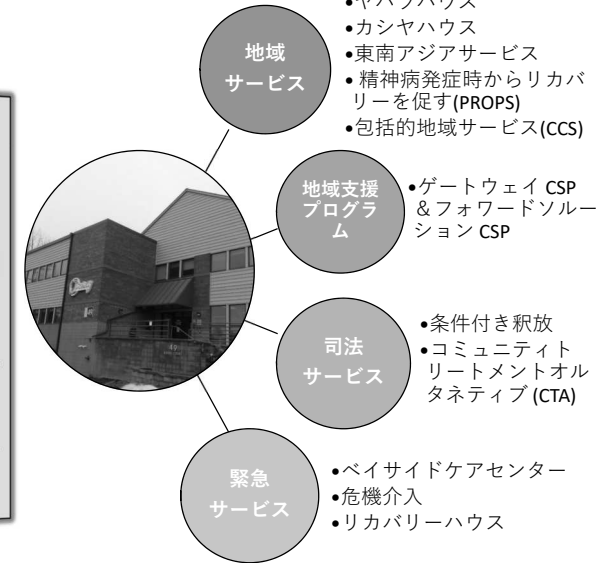 •ヤハラハウス
•カシヤハウス
•東南アジアサービス
• 精神病発症時からリカバ
リーを促す(PROPS)
•包括的地域サービス(CCS)
地域
サービス
•ゲートウェイ CSP
＆フォワードソルー
ション CSP
地域支援
プログラ
ム
•条件付き釈放
•コミュニティト
リートメントオル
タネティブ (CTA)
司法
サービス
•ベイサイドケアセンター
•危機介入
•リカバリーハウス
緊急
サービス